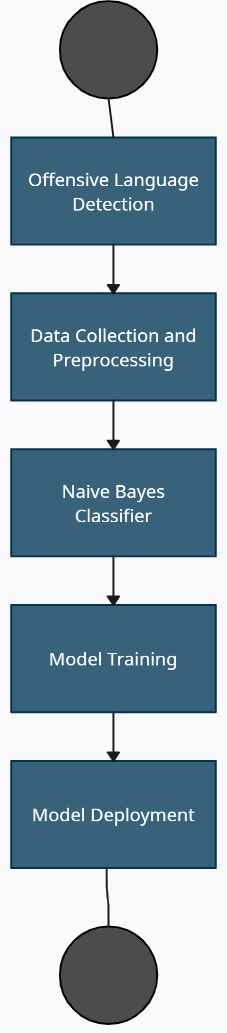 Offensive Language
Detection
Data Collection and
Preprocessing
Naive Bayes
Classifier
Model Training
Model Deployment